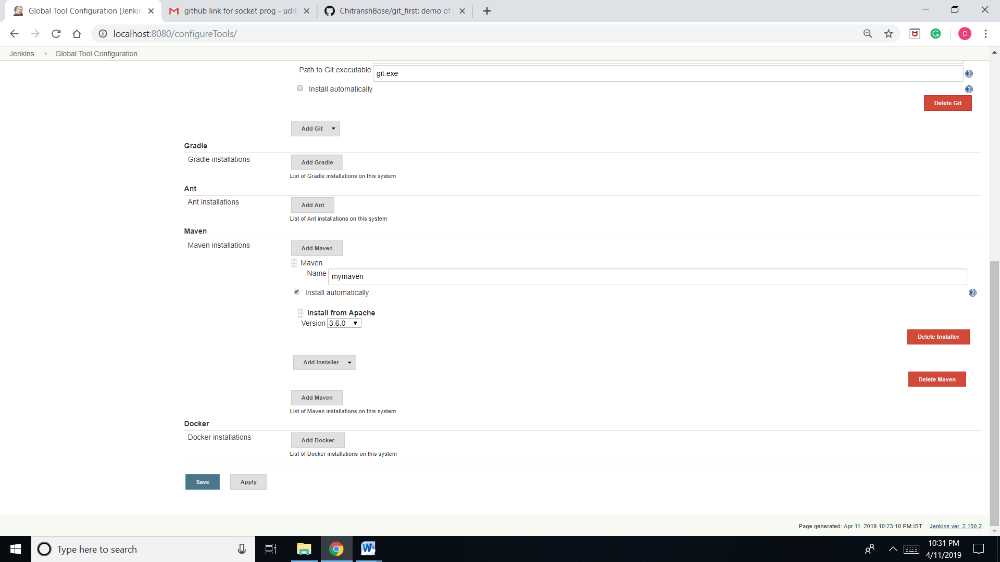 Global Tool Configuration [Jenkin
github link for socket prog - udit
ChitranshBose/git_first: demo of
localhost:8080/configureTools/
C
Jenkins Global Tool Configuration
Path to Git executable git.exe
Install automatically
Delete Git
Add Git
Gradle
Gradle installations Add Gradle
List of Gradle installations on this system
Ant
Ant installations Add Ant
List of Ant installations on this system
Maven
Maven installations Add Maven
Maven
Name mymaven
Install automatically
Install from Apache
Version 3.6.0
Delete Installer
Add Installer
Delete Maven
Add Maven
List of Maven installations on this system
Docker
Docker installations Add Docker
List of Docker installations on this system
Save Apply
Page generated: Apr 11, 2019 10:23:10 PM IST Jenkins ver. 2.150.2
Type here to search
10:31 PM
4/11/2019